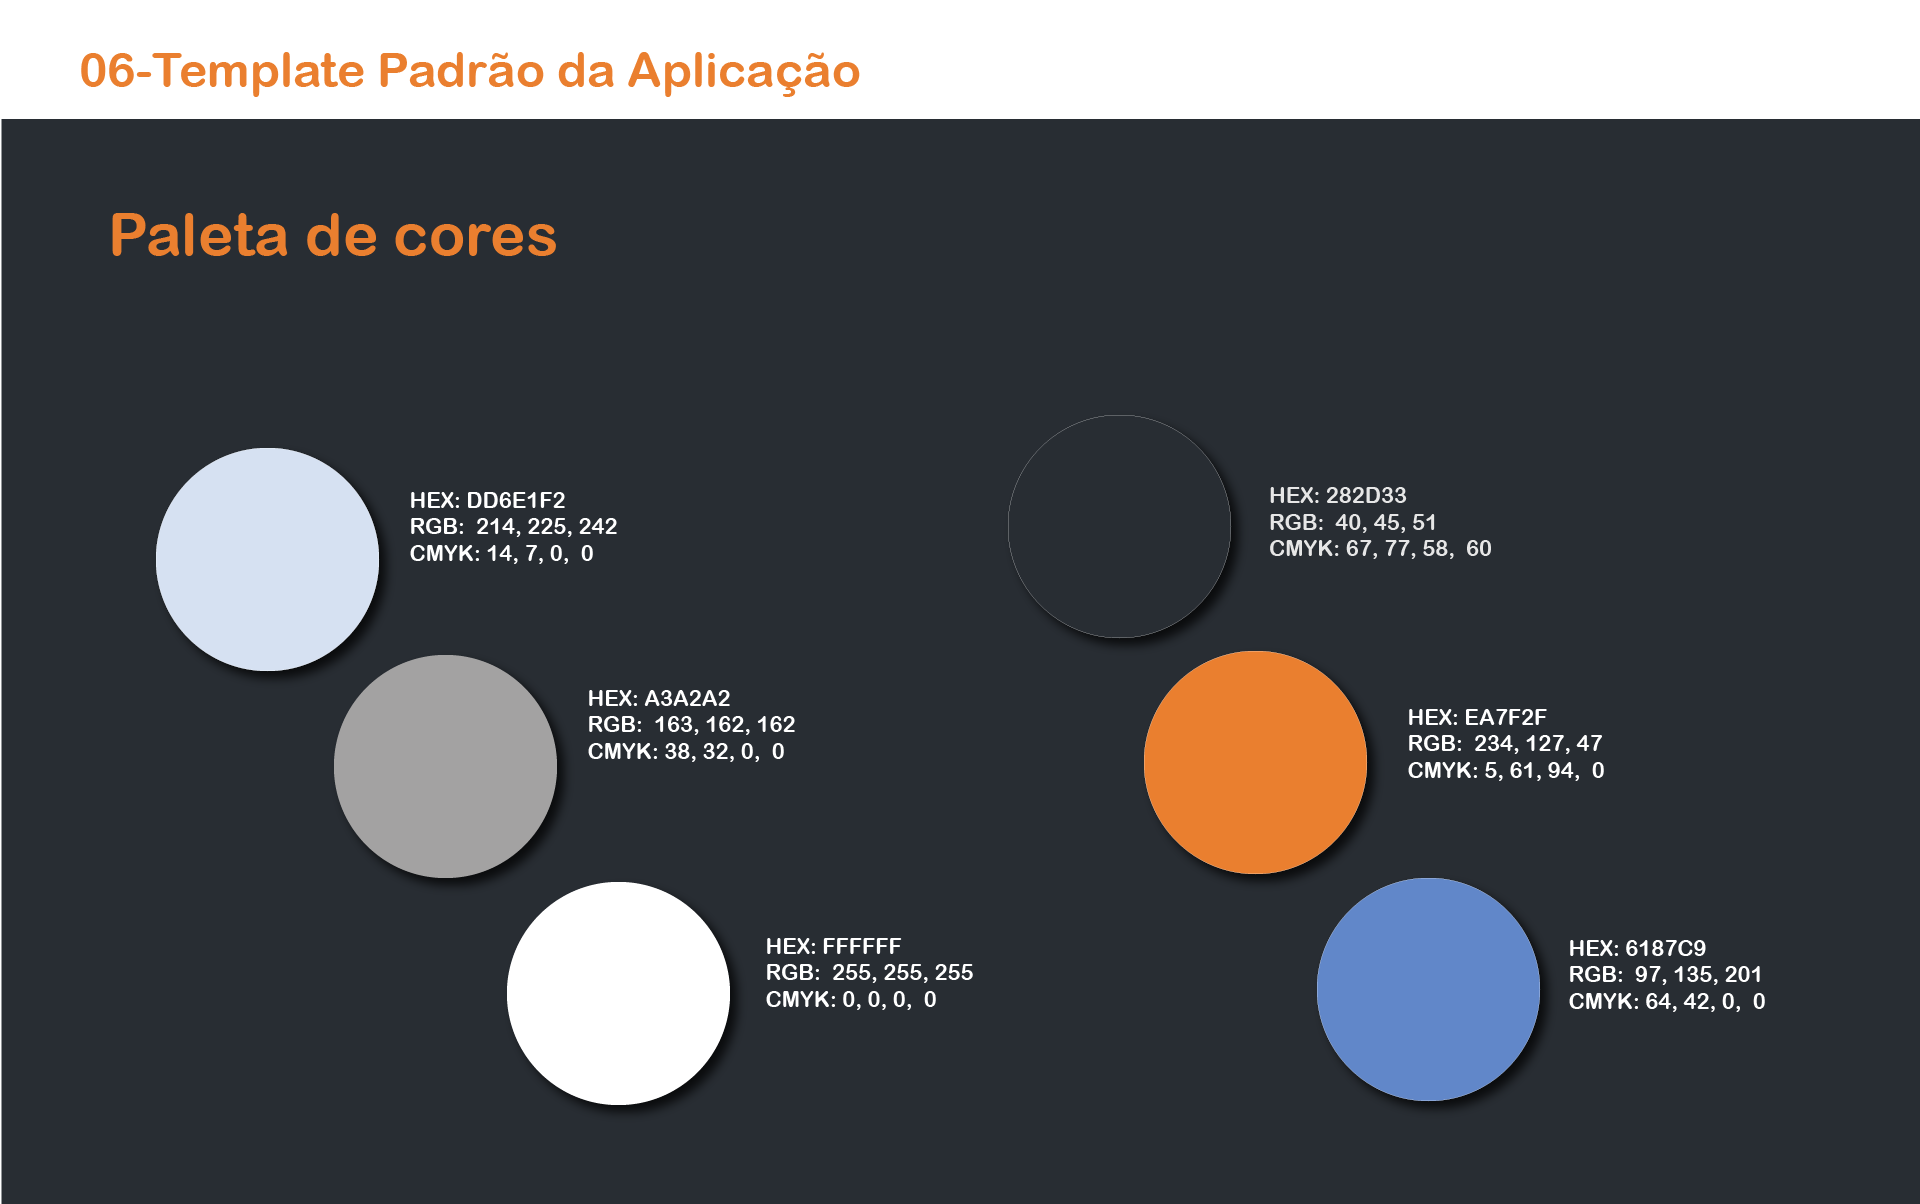 06-Template Padrão da Aplicação
Paleta de cores
HEX: DD6E1F2
RGB:  214, 225, 242
CMYK: 14, 7, 0,  0
HEX: A3A2A2
RGB:  163, 162, 162
CMYK: 38, 32, 0,  0
HEX: FFFFFF
RGB:  255, 255, 255
CMYK: 0, 0, 0,  0
HEX: 282D33
RGB:  40, 45, 51
CMYK: 67, 77, 58,  60
HEX: EA7F2F
RGB:  234, 127, 47
CMYK: 5, 61, 94,  0
HEX: 6187C9
RGB:  97, 135, 201
CMYK: 64, 42, 0,  0